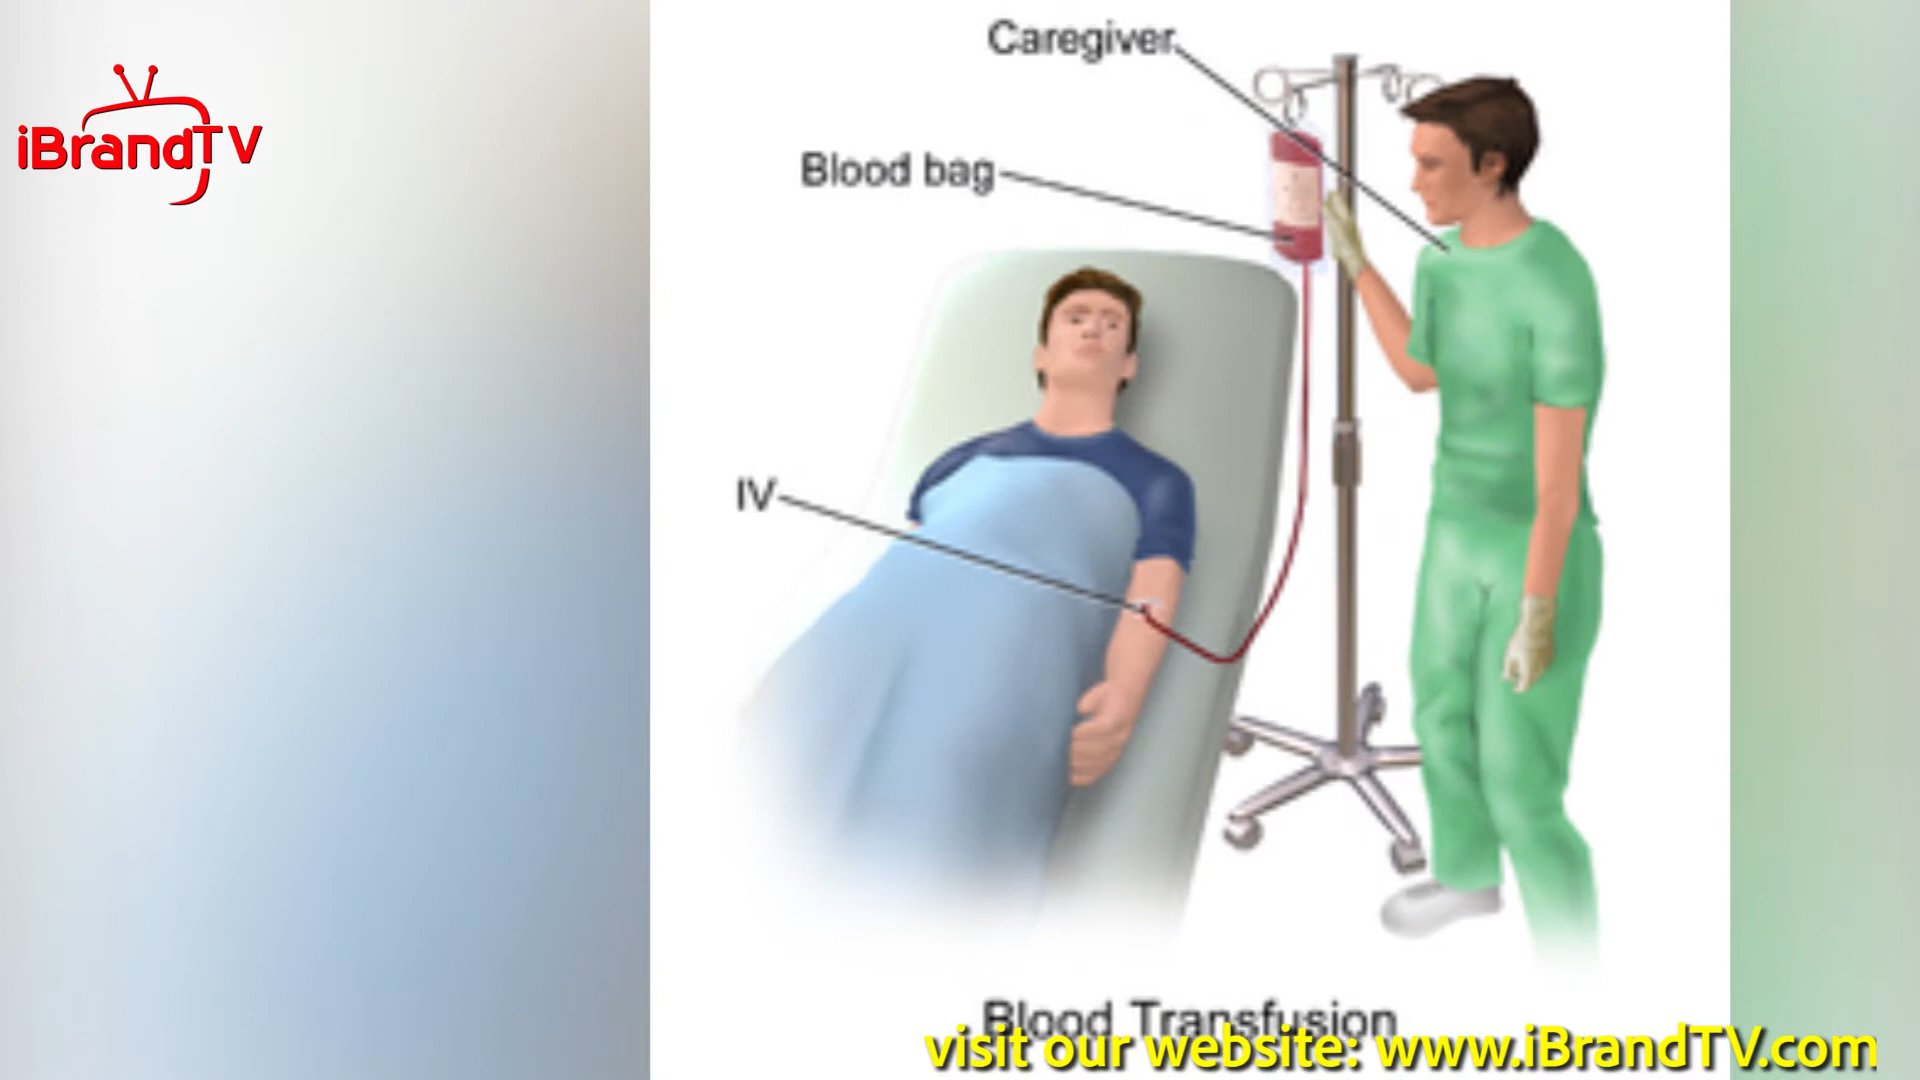 Caregiver
iBrandTV
Blood bag
IV
Blood Transfusion
visit our website: www.iBrandTV.com